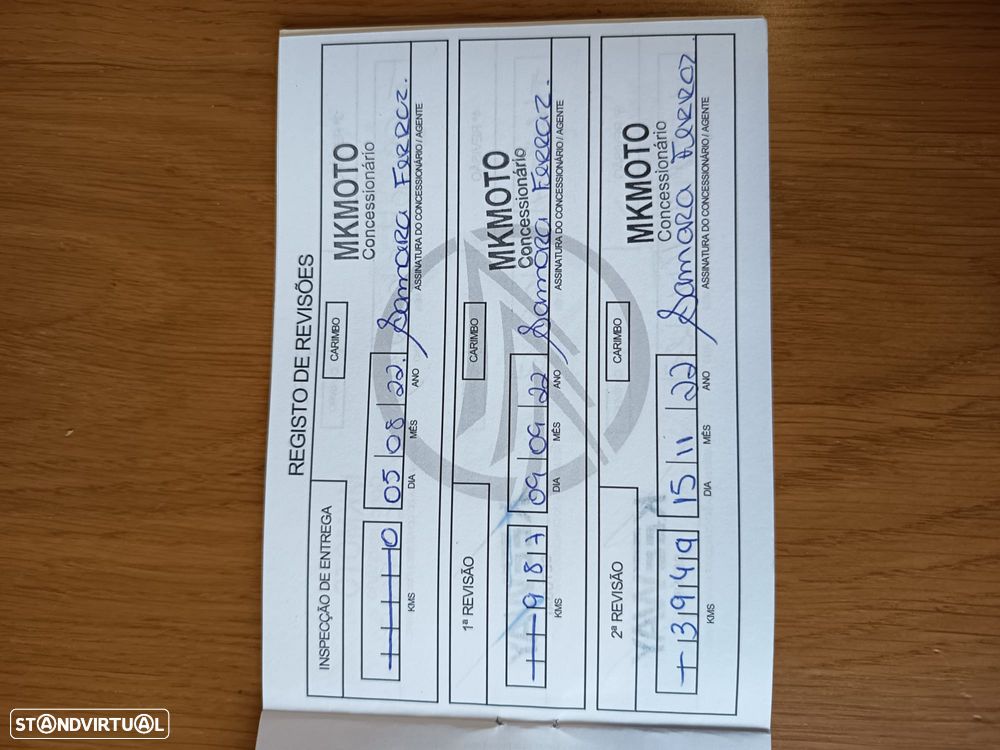 REGISTO DE REVISÕES
INSPECÇÃO DE ENTREGA
CARIMBO
MKMOTO
Concessionário
0 05 08 22. Samara Ferraz.
KMS DIA MÊS ANO ASSINATURA DO CONCESSIONÁRIO / AGENTE
1ª REVISÃO
CARIMBO
MKMOTO
Concessionário
987 09 09 22 Samara Ferraz.
KMS DIA MÊS ANO ASSINATURA DO CONCESSIONÁRIO / AGENTE
2ª REVISÃO
CARIMBO
MKMOTO
Concessionário
3949 15 11 22 Samara Ferraz
KMS DIA MÊS ANO ASSINATURA DO CONCESSIONÁRIO / AGENTE
STANDVIRTUAL